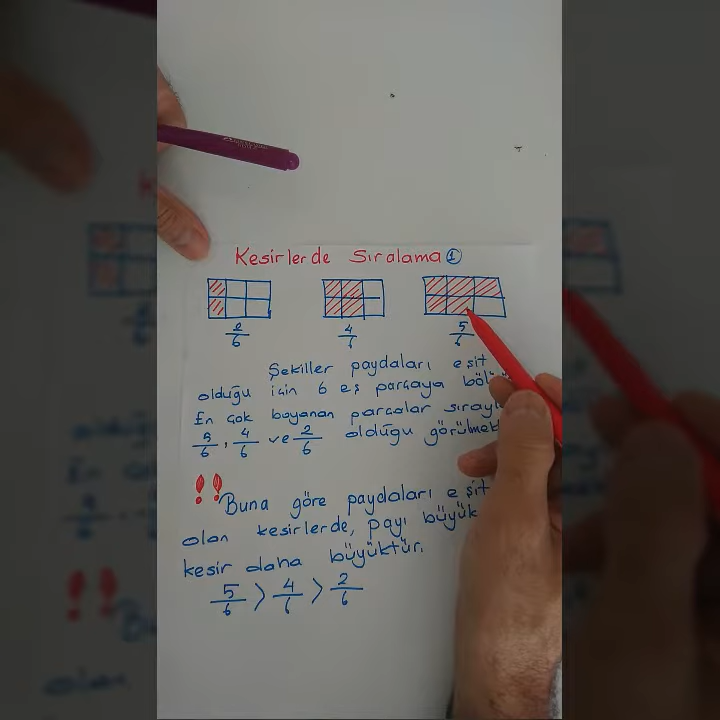 Kesirlerde Sıralama 1
2/6 4/6 5/6
Şekiller paydaları eşit
olduğu için 6 eş parçaya
En çok boyanan parçalar
5/6, 4/6 ve 2/6 olduğu
!! Buna göre paydaları eşit
olan kesirlerde, payı büyük
kesir daha büyüktür.
5/6 > 4/6 > 2/6